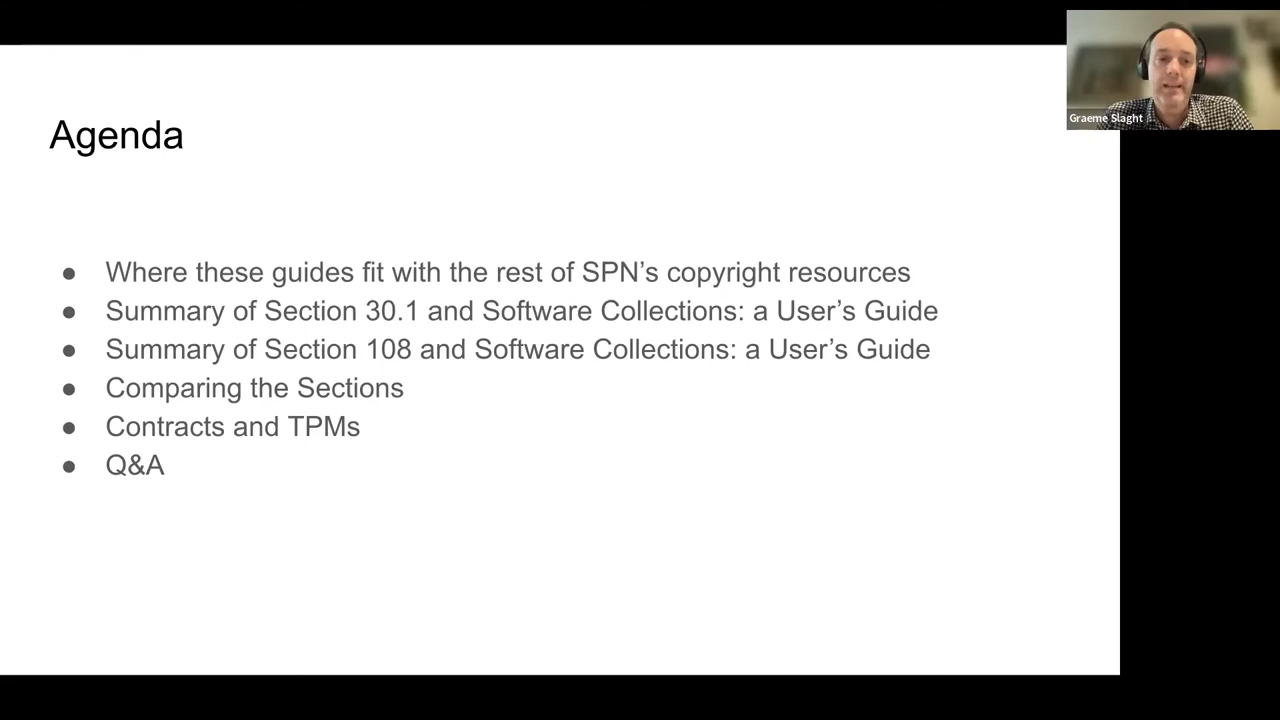 Agenda
● Where these guides fit with the rest of SPN’s copyright resources
● Summary of Section 30.1 and Software Collections: a User’s Guide
● Summary of Section 108 and Software Collections: a User’s Guide
● Comparing the Sections
● Contracts and TPMs
● Q&A
Graeme Slaght